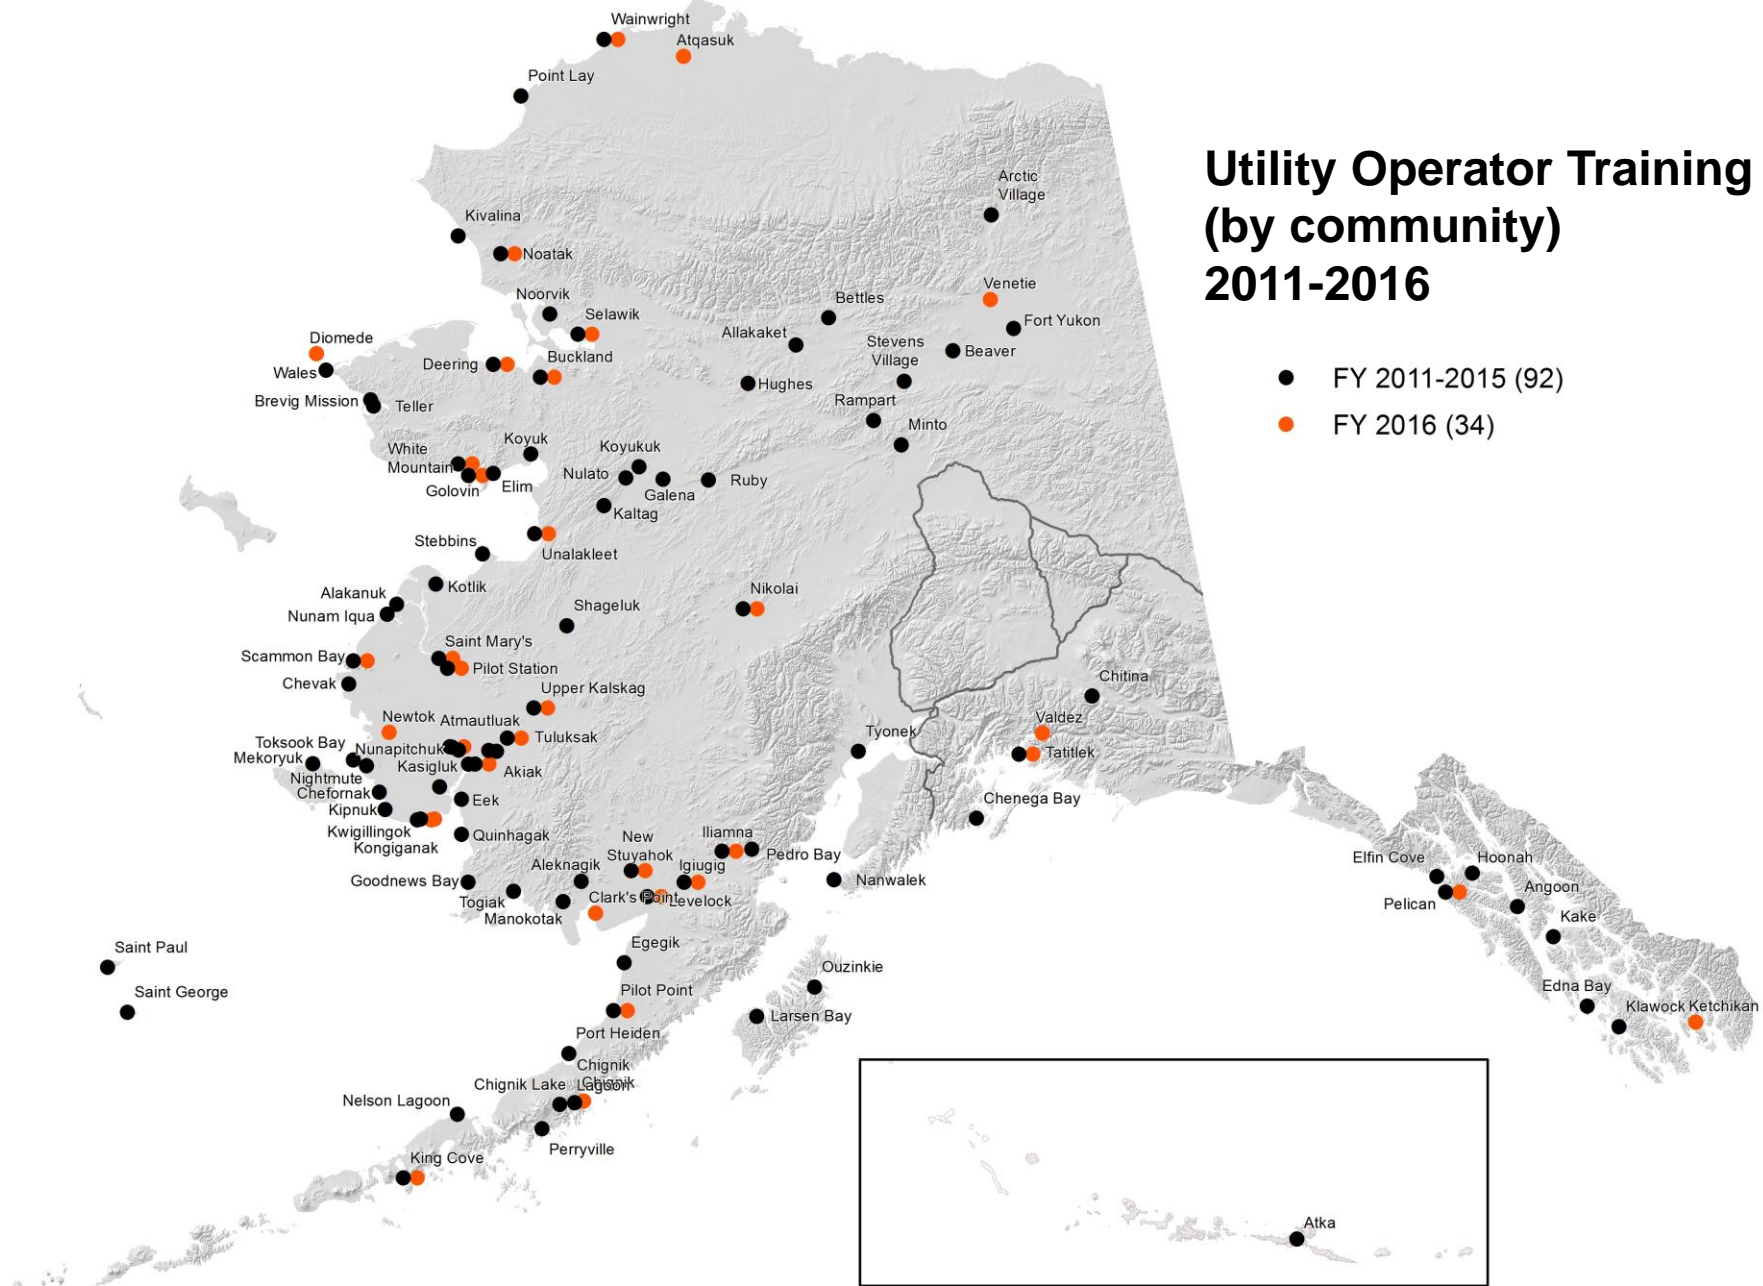 Wainwright
Atqasuk
Point Lay
Utility Operator Training
(by community)
2011-2016
Arctic
Village
Kivalina
Noatak
Venetie
Noorvik
Bettles
Selawik
Fort Yukon
Diomede
Allakaket
Stevens
Village
Beaver
Buckland
Deering
Wales
FY 2011-2015 (92)
Hughes
Brevig Mission
Teller
Rampart
FY 2016 (34)
Minto
Koyuk
Koyukuk
White
Mountain
Nulato
Elim
Ruby
Golovin
Galena
Kaltag
Stebbins
Unalakleet
Kotlik
Nikolai
Alakanuk
Shageluk
Nunam Iqua
Saint Mary's
Scammon Bay
Pilot Station
Chevak
Chitina
Upper Kalskag
Newtok
Atmautluak
Valdez
Tuluksak
Tyonek
Toksook Bay
Nunapitchuk
Tatitlek
Mekoryuk
Kasigluk
Akiak
Nightmute
Chefornak
Eek
Chenega Bay
Kipnuk
Kwigillingok
Quinhagak
New
Stuyahok
Iliamna
Kongiganak
Pedro Bay
Elfin Cove
Hoonah
Aleknagik
Igiugig
Goodnews Bay
Nanwalek
Angoon
Togiak
Clark's Point
Levelock
Pelican
Manokotak
Kake
Saint Paul
Egegik
Ouzinkie
Saint George
Pilot Point
Edna Bay
Larsen Bay
Klawock
Ketchikan
Port Heiden
Chignik
Lagoon
Chignik Lake
Chignik
Nelson Lagoon
Perryville
King Cove
Atka